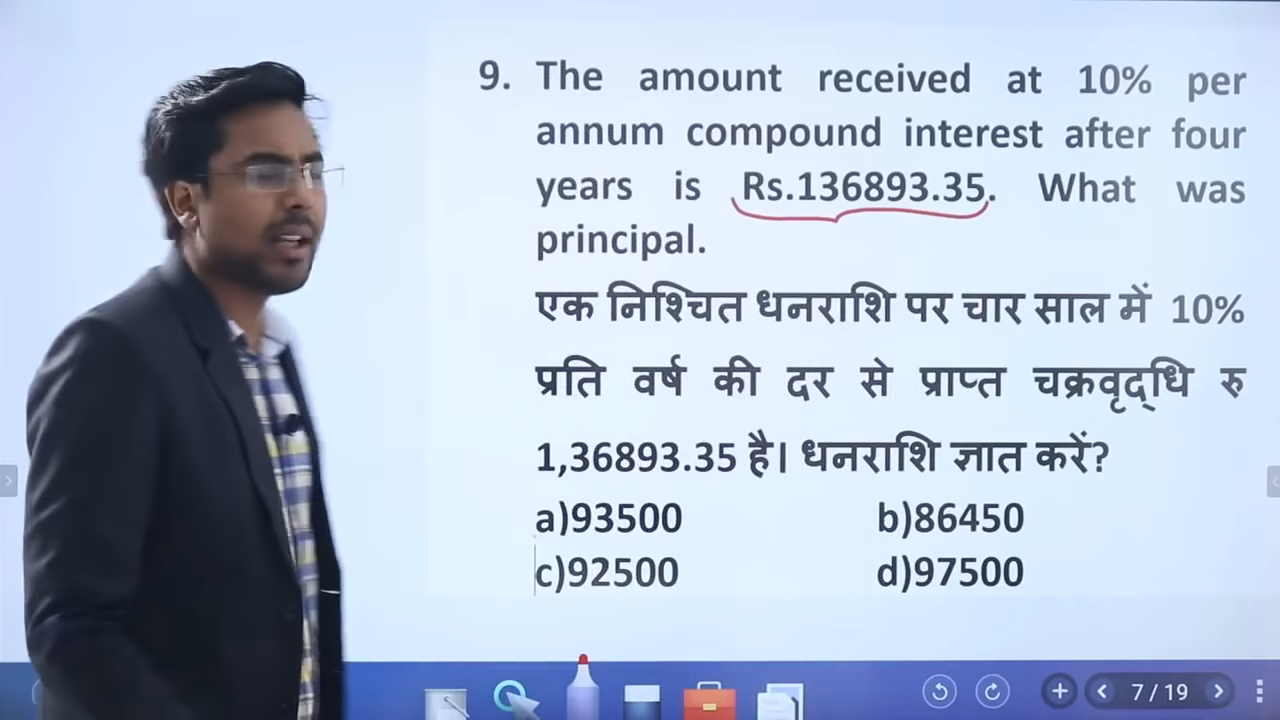 9. The amount received at 10% per
annum compound interest after four
years is Rs.136893.35. What was
principal.
एक निश्चित धनराशि पर चार साल में 10%
प्रति वर्ष की दर से प्राप्त चक्रवृद्धि रु
1,36893.35 है। धनराशि ज्ञात करें?
a)93500 b)86450
c)92500 d)97500
7 / 19